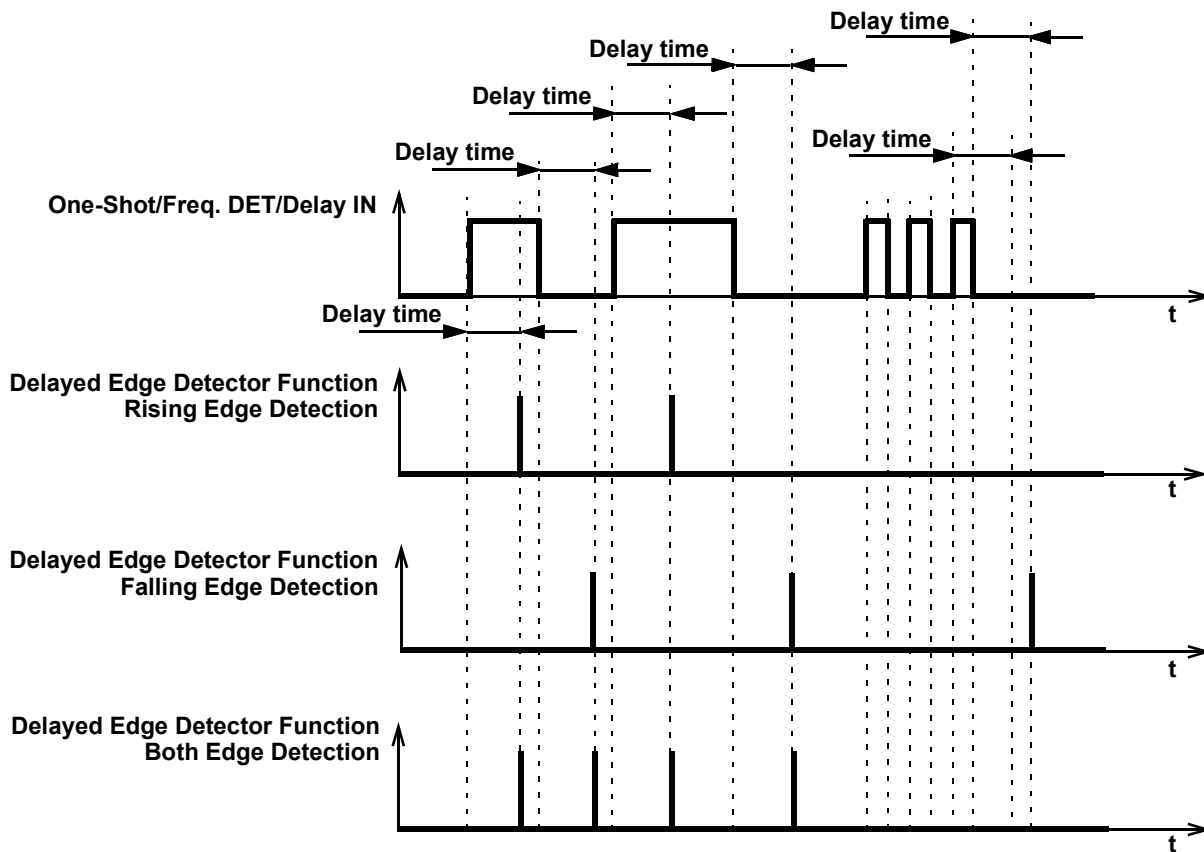 Delay time
Delay time
Delay time
Delay time
Delay time
One-Shot/Freq. DET/Delay IN
t
Delay time
Delayed Edge Detector Function
Rising Edge Detection
t
Delayed Edge Detector Function
Falling Edge Detection
t
Delayed Edge Detector Function
Both Edge Detection
t